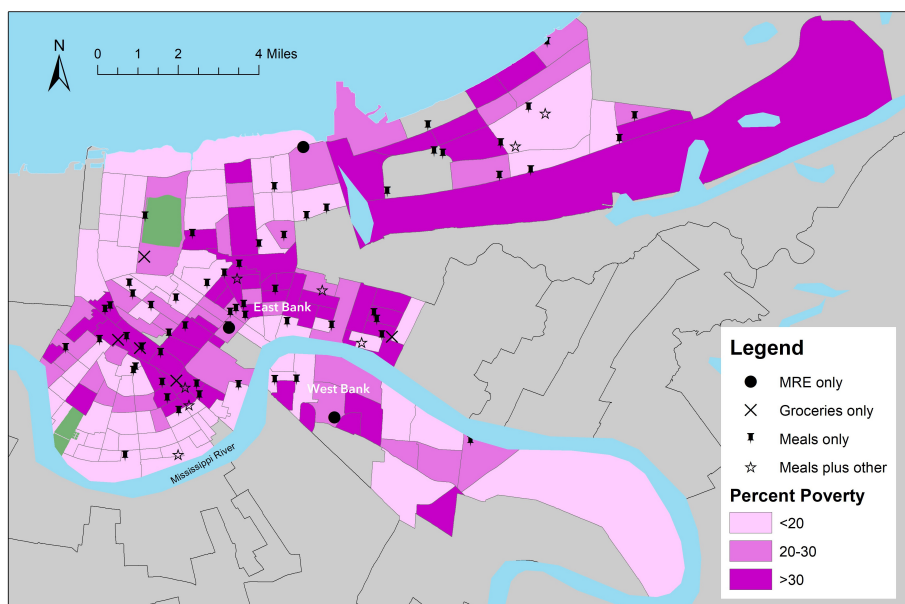 N
0 1 2 4 Miles
East Bank
West Bank
Mississippi River
Legend
MRE only
Groceries only
Meals only
Meals plus other
Percent Poverty
<20
20-30
>30